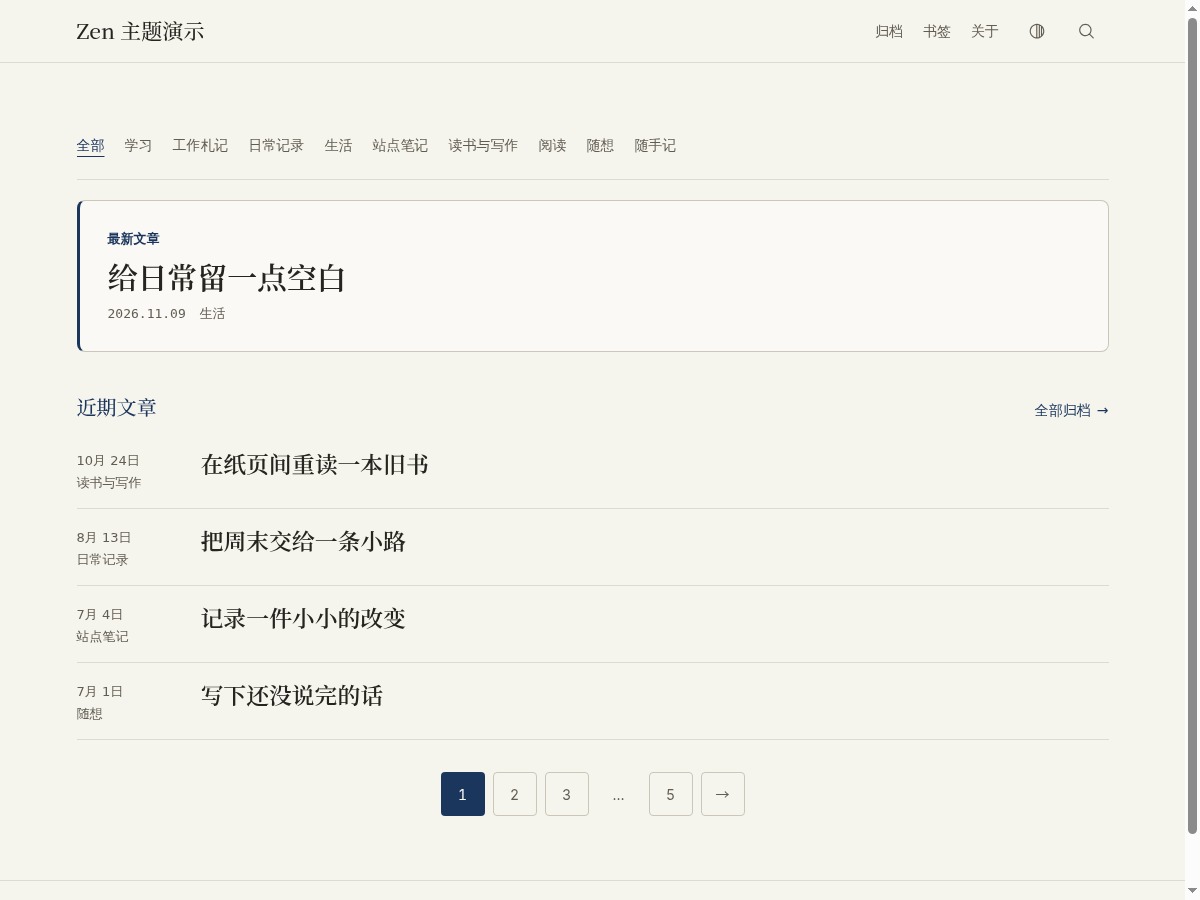 Zen 主题演示
归档 书签 关于
全部 学习 工作札记 日常记录 生活 站点笔记 读书与写作 阅读 随想 随手记
最新文章
给日常留一点空白
2026.11.09 生活
近期文章
全部归档 →
10月 24日
读书与写作
在纸页间重读一本旧书
8月 13日
日常记录
把周末交给一条小路
7月 4日
站点笔记
记录一件小小的改变
7月 1日
随想
写下还没说完的话
1 2 3 … 5 →